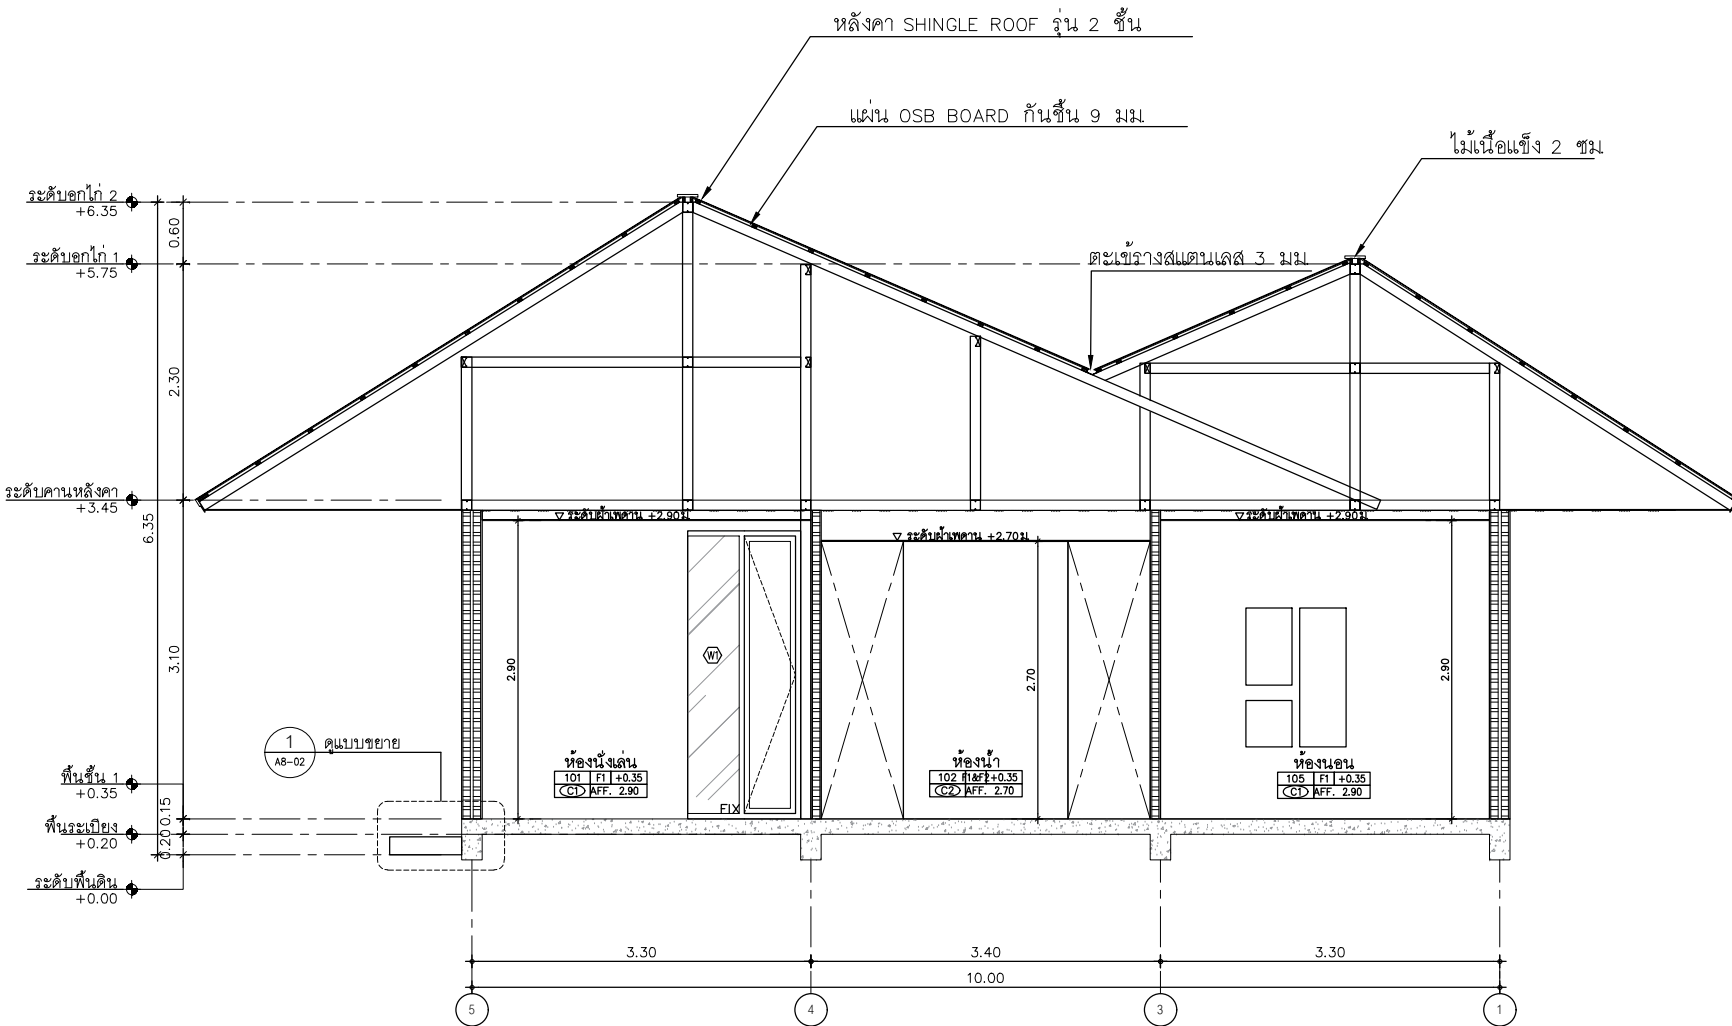 หลังคา SHINGLE ROOF รุ่น 2 ชั้น
แผ่น OSB BOARD กันชื้น 9 มม.
ไม้เนื้อแข็ง 2 ซม.
ตะเข้รางสแตนเลส 3 มม.
ระดับอกไก่ 2
+6.35
0.60
ระดับอกไก่ 1
+5.75
2.30
ระดับคานหลังคา
+3.45
6.35
3.10
ระดับฝ้าเพดาน +2.90ม.
ระดับฝ้าเพดาน +2.70ม.
ระดับฝ้าเพดาน +2.90ม.
2.90
W1
2.70
2.90
FIX
1
A8-02
ดูแบบขยาย
ห้องนั่งเล่น
101 F1 +0.35
C1 AFF. 2.90
ห้องน้ำ
102 F1&F2 +0.35
C2 AFF. 2.70
ห้องนอน
105 F1 +0.35
C1 AFF. 2.90
พื้นชั้น 1
+0.35
0.15
พื้นระเบียง
+0.20
0.20
ระดับพื้นดิน
+0.00
3.30 3.40 3.30
10.00
5 4 3 1